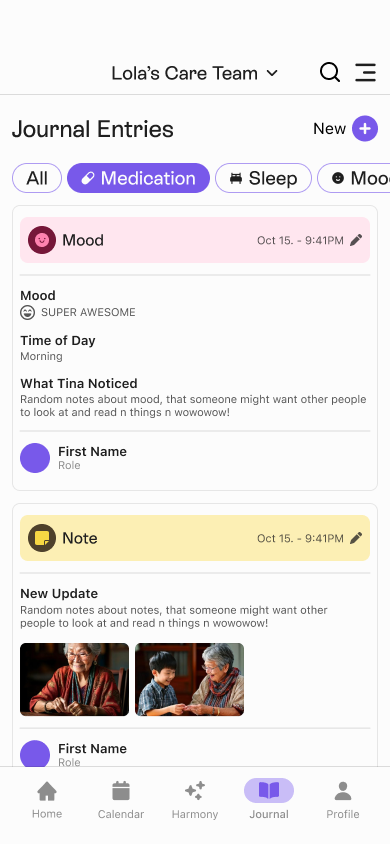 Lola's Care Team
Journal Entries
New
All
Medication
Sleep
Moo
Mood
Oct 15. - 9:41PM
Mood
SUPER AWESOME
Time of Day
Morning
What Tina Noticed
Random notes about mood, that someone might want other people
to look at and read n things n wowowow!
First Name
Role
Note
Oct 15. - 9:41PM
New Update
Random notes about notes, that someone might want other
people to look at and read n things n wowowow!
First Name
Role
Home
Calendar
Harmony
Journal
Profile